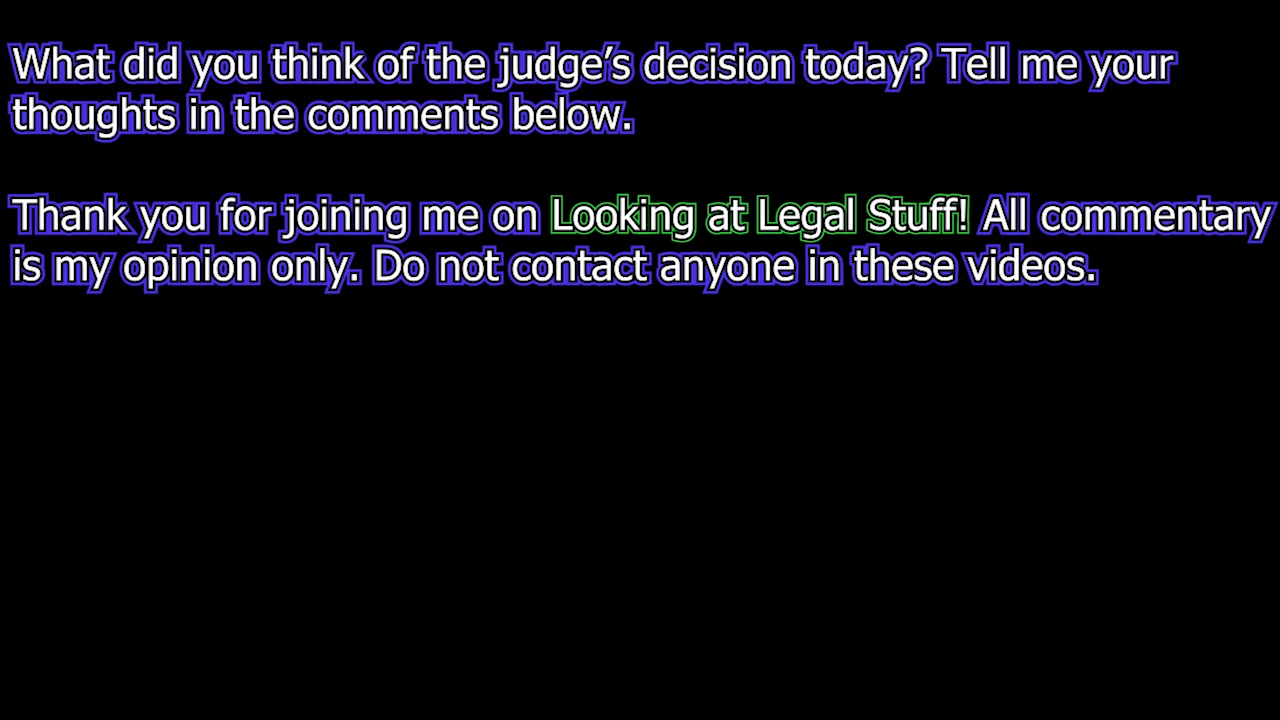 What did you think of the judge’s decision today? Tell me your
thoughts in the comments below.
Thank you for joining me on Looking at Legal Stuff! All commentary
is my opinion only. Do not contact anyone in these videos.